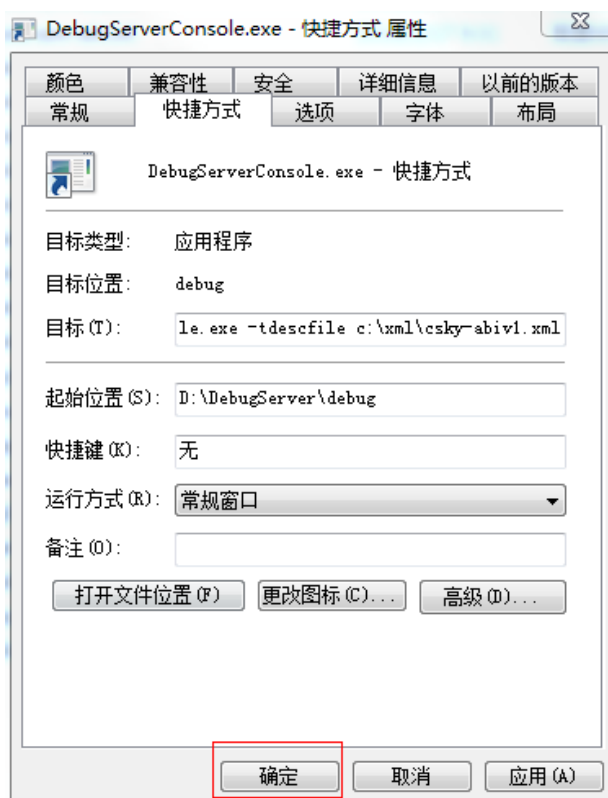 DebugServerConsole.exe - 快捷方式 属性
颜色 兼容性 安全 详细信息 以前的版本
常规 快捷方式 选项 字体 布局
DebugServerConsole.exe - 快捷方式
目标类型: 应用程序
目标位置: debug
目标(T): le.exe -tdescfile c:\xml\csky-abiv1.xml
起始位置(S): D:\DebugServer\debug
快捷键(K): 无
运行方式(R): 常规窗口
备注(O):
打开文件位置(F) 更改图标(C)... 高级(D)...
确定 取消 应用(A)